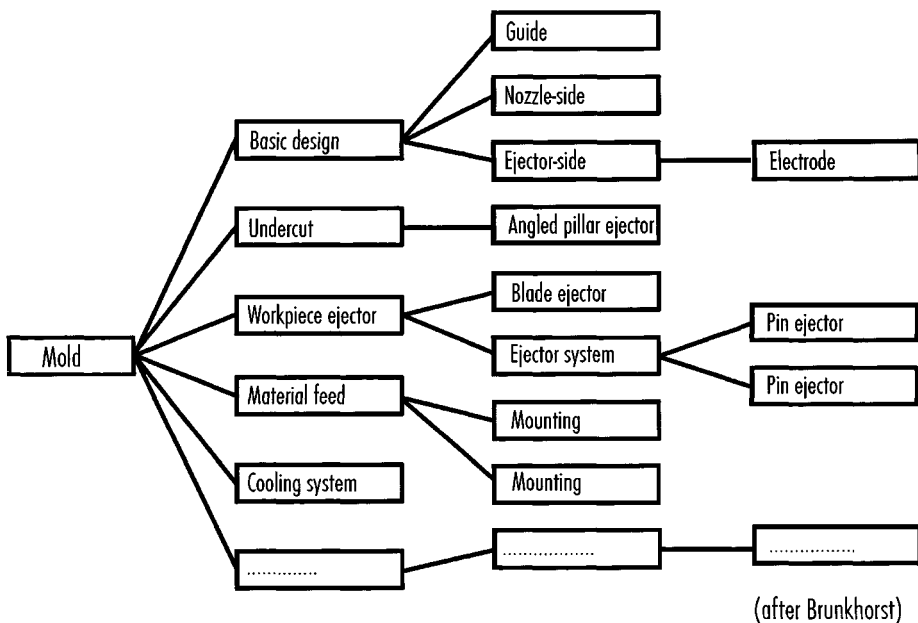 Guide
Nozzle-side
Basic design
Ejector-side
Electrode
Undercut
Angled pillar ejector
Blade ejector
Workpiece ejector
Pin ejector
Mold
Ejector system
Pin ejector
Material feed
Mounting
Cooling system
Mounting
.............
.................
................
(after Brunkhorst)